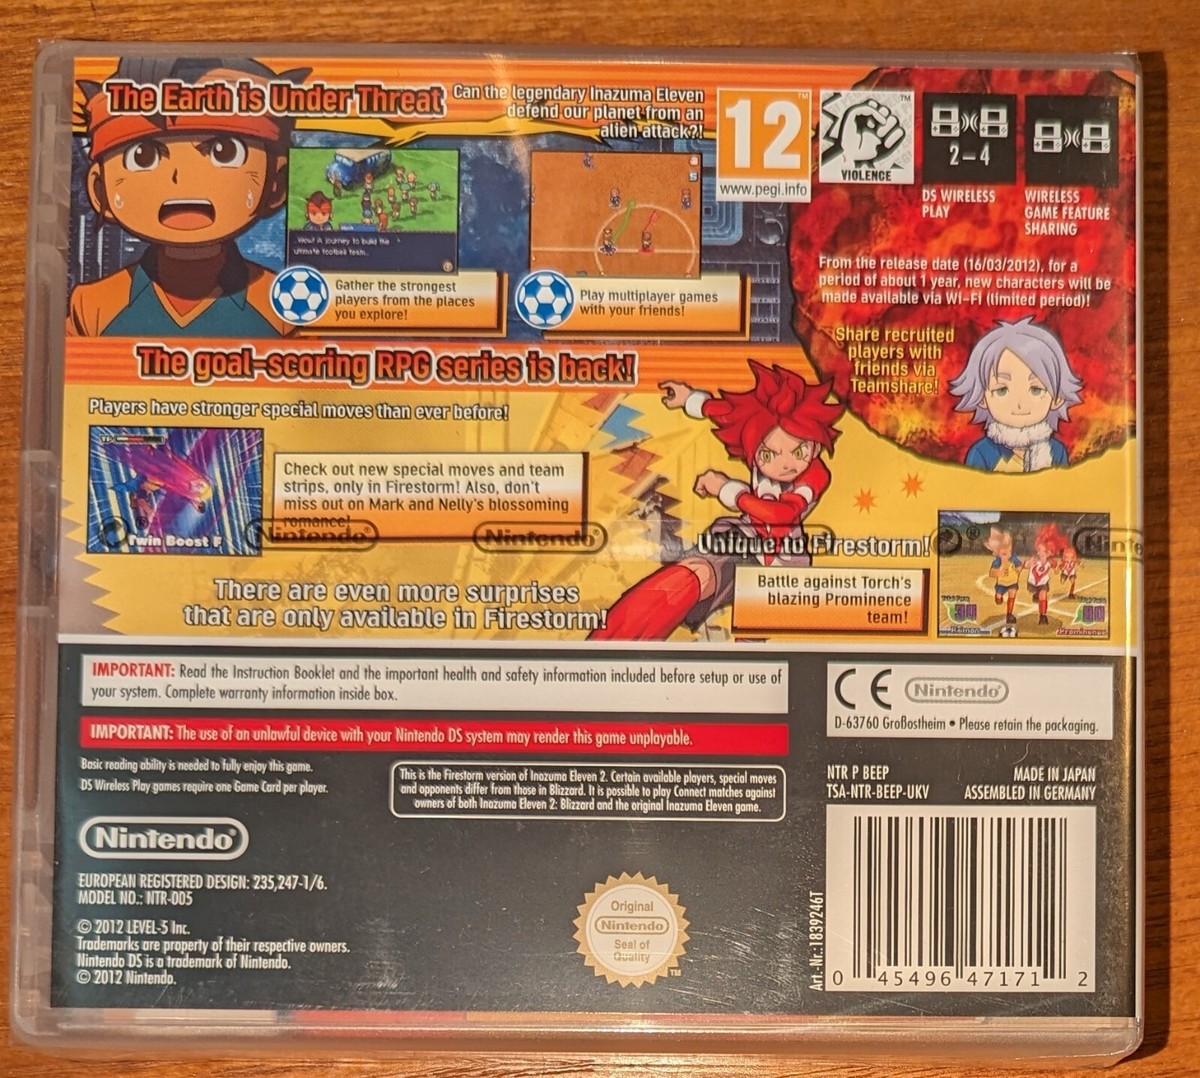 The Earth is Under Threat
Can the legendary Inazuma Eleven
defend our planet from an
alien attack?!
12
www.pegi.info
VIOLENCE
2-4
DS WIRELESS
PLAY
WIRELESS
GAME FEATURE
SHARING
Mark
Wow! A journey to build the
ultimate football team...
Gather the strongest
players from the places
you explore!
Play multiplayer games
with your friends!
From the release date (16/03/2012), for a
period of about 1 year, new characters will be
made available via Wi-Fi (limited period)!
Share recruited
players with
friends via
Teamshare!
The goal-scoring RPG series is back!
Players have stronger special moves than ever before!
TP
Twin Boost F
Check out new special moves and team
strips, only in Firestorm! Also, don't
miss out on Mark and Nelly's blossoming
romance!
Nintendo®
Nintendo®
Unique to Firestorm!
Battle against Torch's
blazing Prominence
team!
Raimon
Prominence
There are even more surprises
that are only available in Firestorm!
IMPORTANT: Read the Instruction Booklet and the important health and safety information included before setup or use of
your system. Complete warranty information inside box.
IMPORTANT: The use of an unlawful device with your Nintendo DS system may render this game unplayable.
Basic reading ability is needed to fully enjoy this game.
DS Wireless Play games require one Game Card per player.
This is the Firestorm version of Inazuma Eleven 2. Certain available players, special moves
and opponents differ from those in Blizzard. It is possible to play Connect matches against
owners of both Inazuma Eleven 2: Blizzard and the original Inazuma Eleven game.
CE Nintendo®
D-63760 Großostheim • Please retain the packaging.
NTR P BEEP
TSA-NTR-BEEP-UKV
MADE IN JAPAN
ASSEMBLED IN GERMANY
Nintendo®
EUROPEAN REGISTERED DESIGN: 235,247-1/6.
MODEL NO.: NTR-005
© 2012 LEVEL-5 Inc.
Trademarks are property of their respective owners.
Nintendo DS is a trademark of Nintendo.
© 2012 Nintendo.
Original
Nintendo®
Seal of
Quality
TM
Art.-Nr.:1839246T
0 45496 47171 2